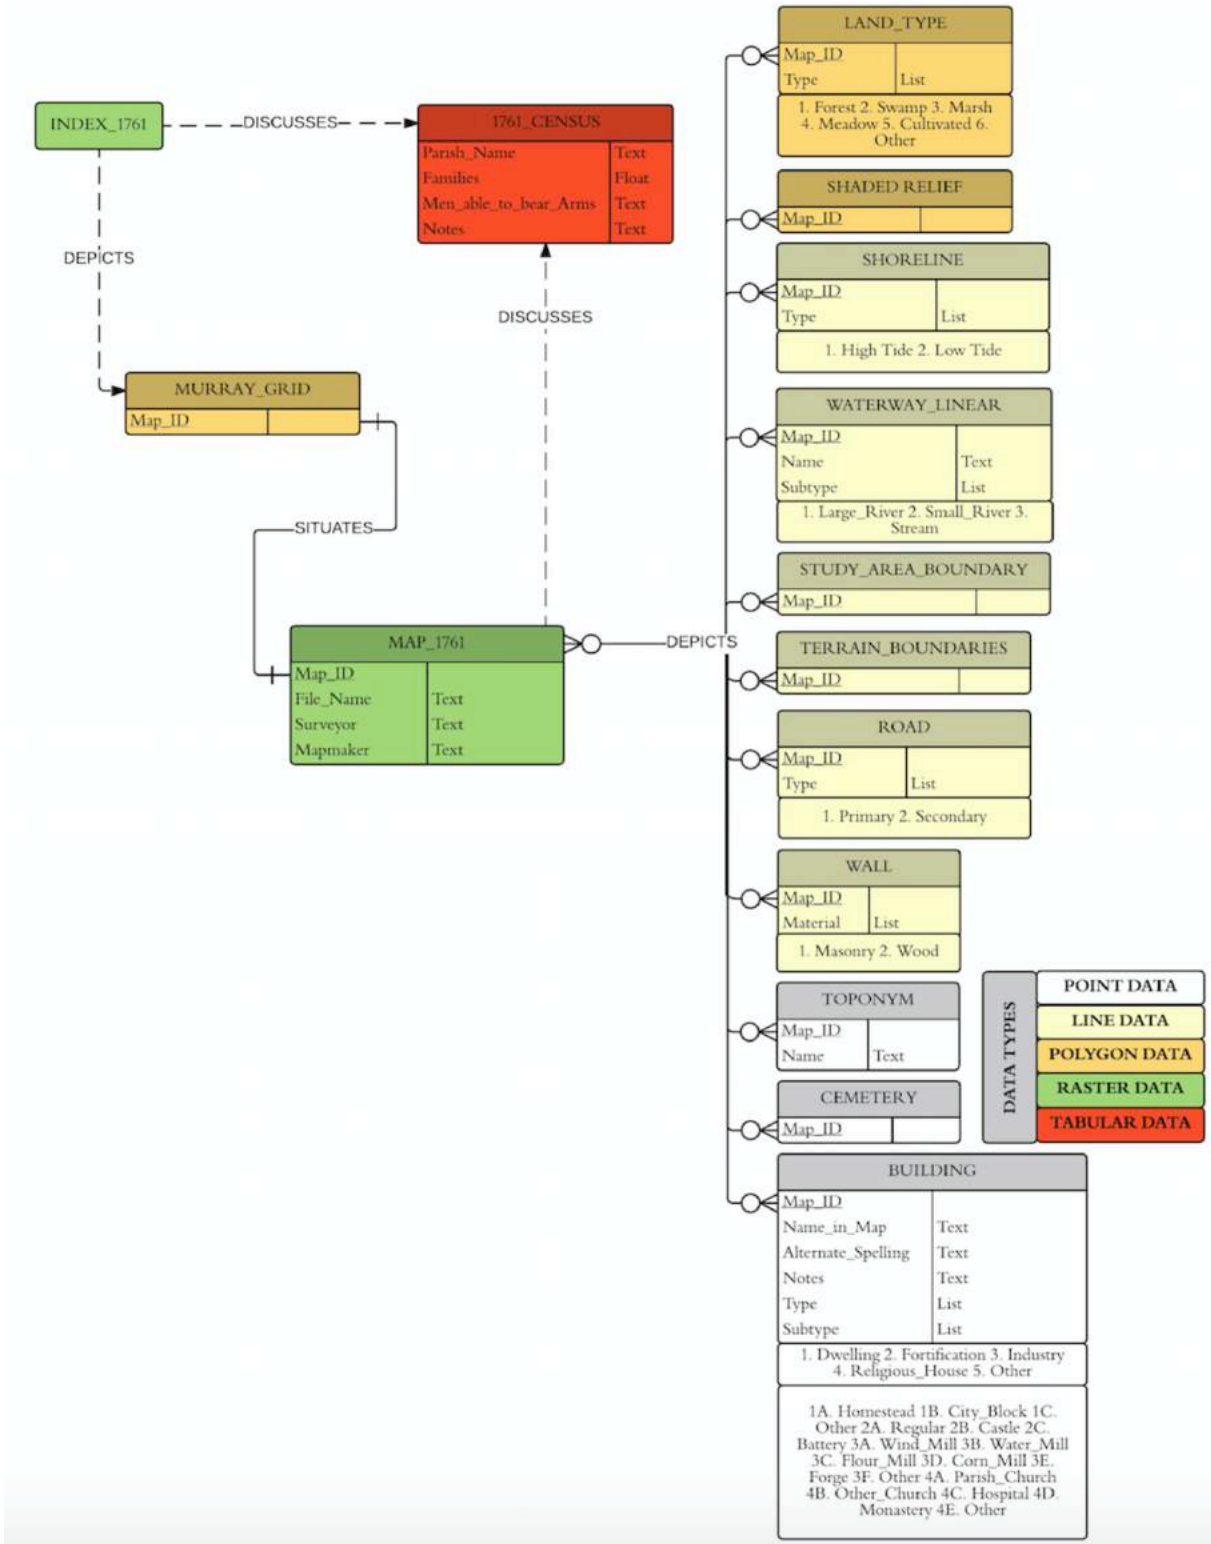 INDEX_1761
DISCUSSES
DEPICTS
1761_CENSUS
Parish_Name Text
Families Float
Men_able_to_bear_Arms Text
Notes Text
DISCUSSES
MURRAY_GRID
Map_ID
SITUATES
MAP_1761
Map_ID
File_Name Text
Surveyor Text
Mapmaker Text
DEPICTS
LAND_TYPE
Map_ID
Type List
1. Forest 2. Swamp 3. Marsh
4. Meadow 5. Cultivated 6.
Other
SHADED RELIEF
Map_ID
SHORELINE
Map_ID
Type List
1. High Tide 2. Low Tide
WATERWAY_LINEAR
Map_ID
Name Text
Subtype List
1. Large_River 2. Small_River 3.
Stream
STUDY_AREA_BOUNDARY
Map_ID
TERRAIN_BOUNDARIES
Map_ID
ROAD
Map_ID
Type List
1. Primary 2. Secondary
WALL
Map_ID
Material List
1. Masonry 2. Wood
TOPONYM
Map_ID
Name Text
CEMETERY
Map_ID
BUILDING
Map_ID
Name_in_Map Text
Alternate_Spelling Text
Notes Text
Type List
Subtype List
1. Dwelling 2. Fortification 3. Industry
4. Religious_House 5. Other
1A. Homestead 1B. City_Block 1C.
Other 2A. Regular 2B. Castle 2C.
Battery 3A. Wind_Mill 3B. Water_Mill
3C. Flour_Mill 3D. Corn_Mill 3E.
Forge 3F. Other 4A. Parish_Church
4B. Other_Church 4C. Hospital 4D.
Monastery 4E. Other
DATA TYPES
POINT DATA
LINE DATA
POLYGON DATA
RASTER DATA
TABULAR DATA